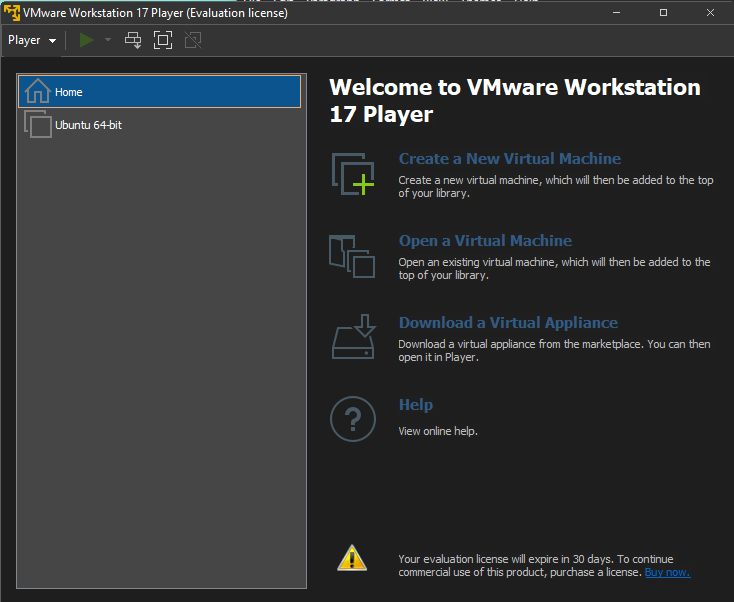 VMware Workstation 17 Player (Evaluation license)
Player
Home
Ubuntu 64-bit
Welcome to VMware Workstation
17 Player
Create a New Virtual Machine
Create a new virtual machine, which will then be added to the top
of your library.
Open a Virtual Machine
Open an existing virtual machine, which will then be added to the
top of your library.
Download a Virtual Appliance
Download a virtual appliance from the marketplace. You can then
open it in Player.
Help
View online help.
Your evaluation license will expire in 30 days. To continue
commercial use of this product, purchase a license. Buy now.